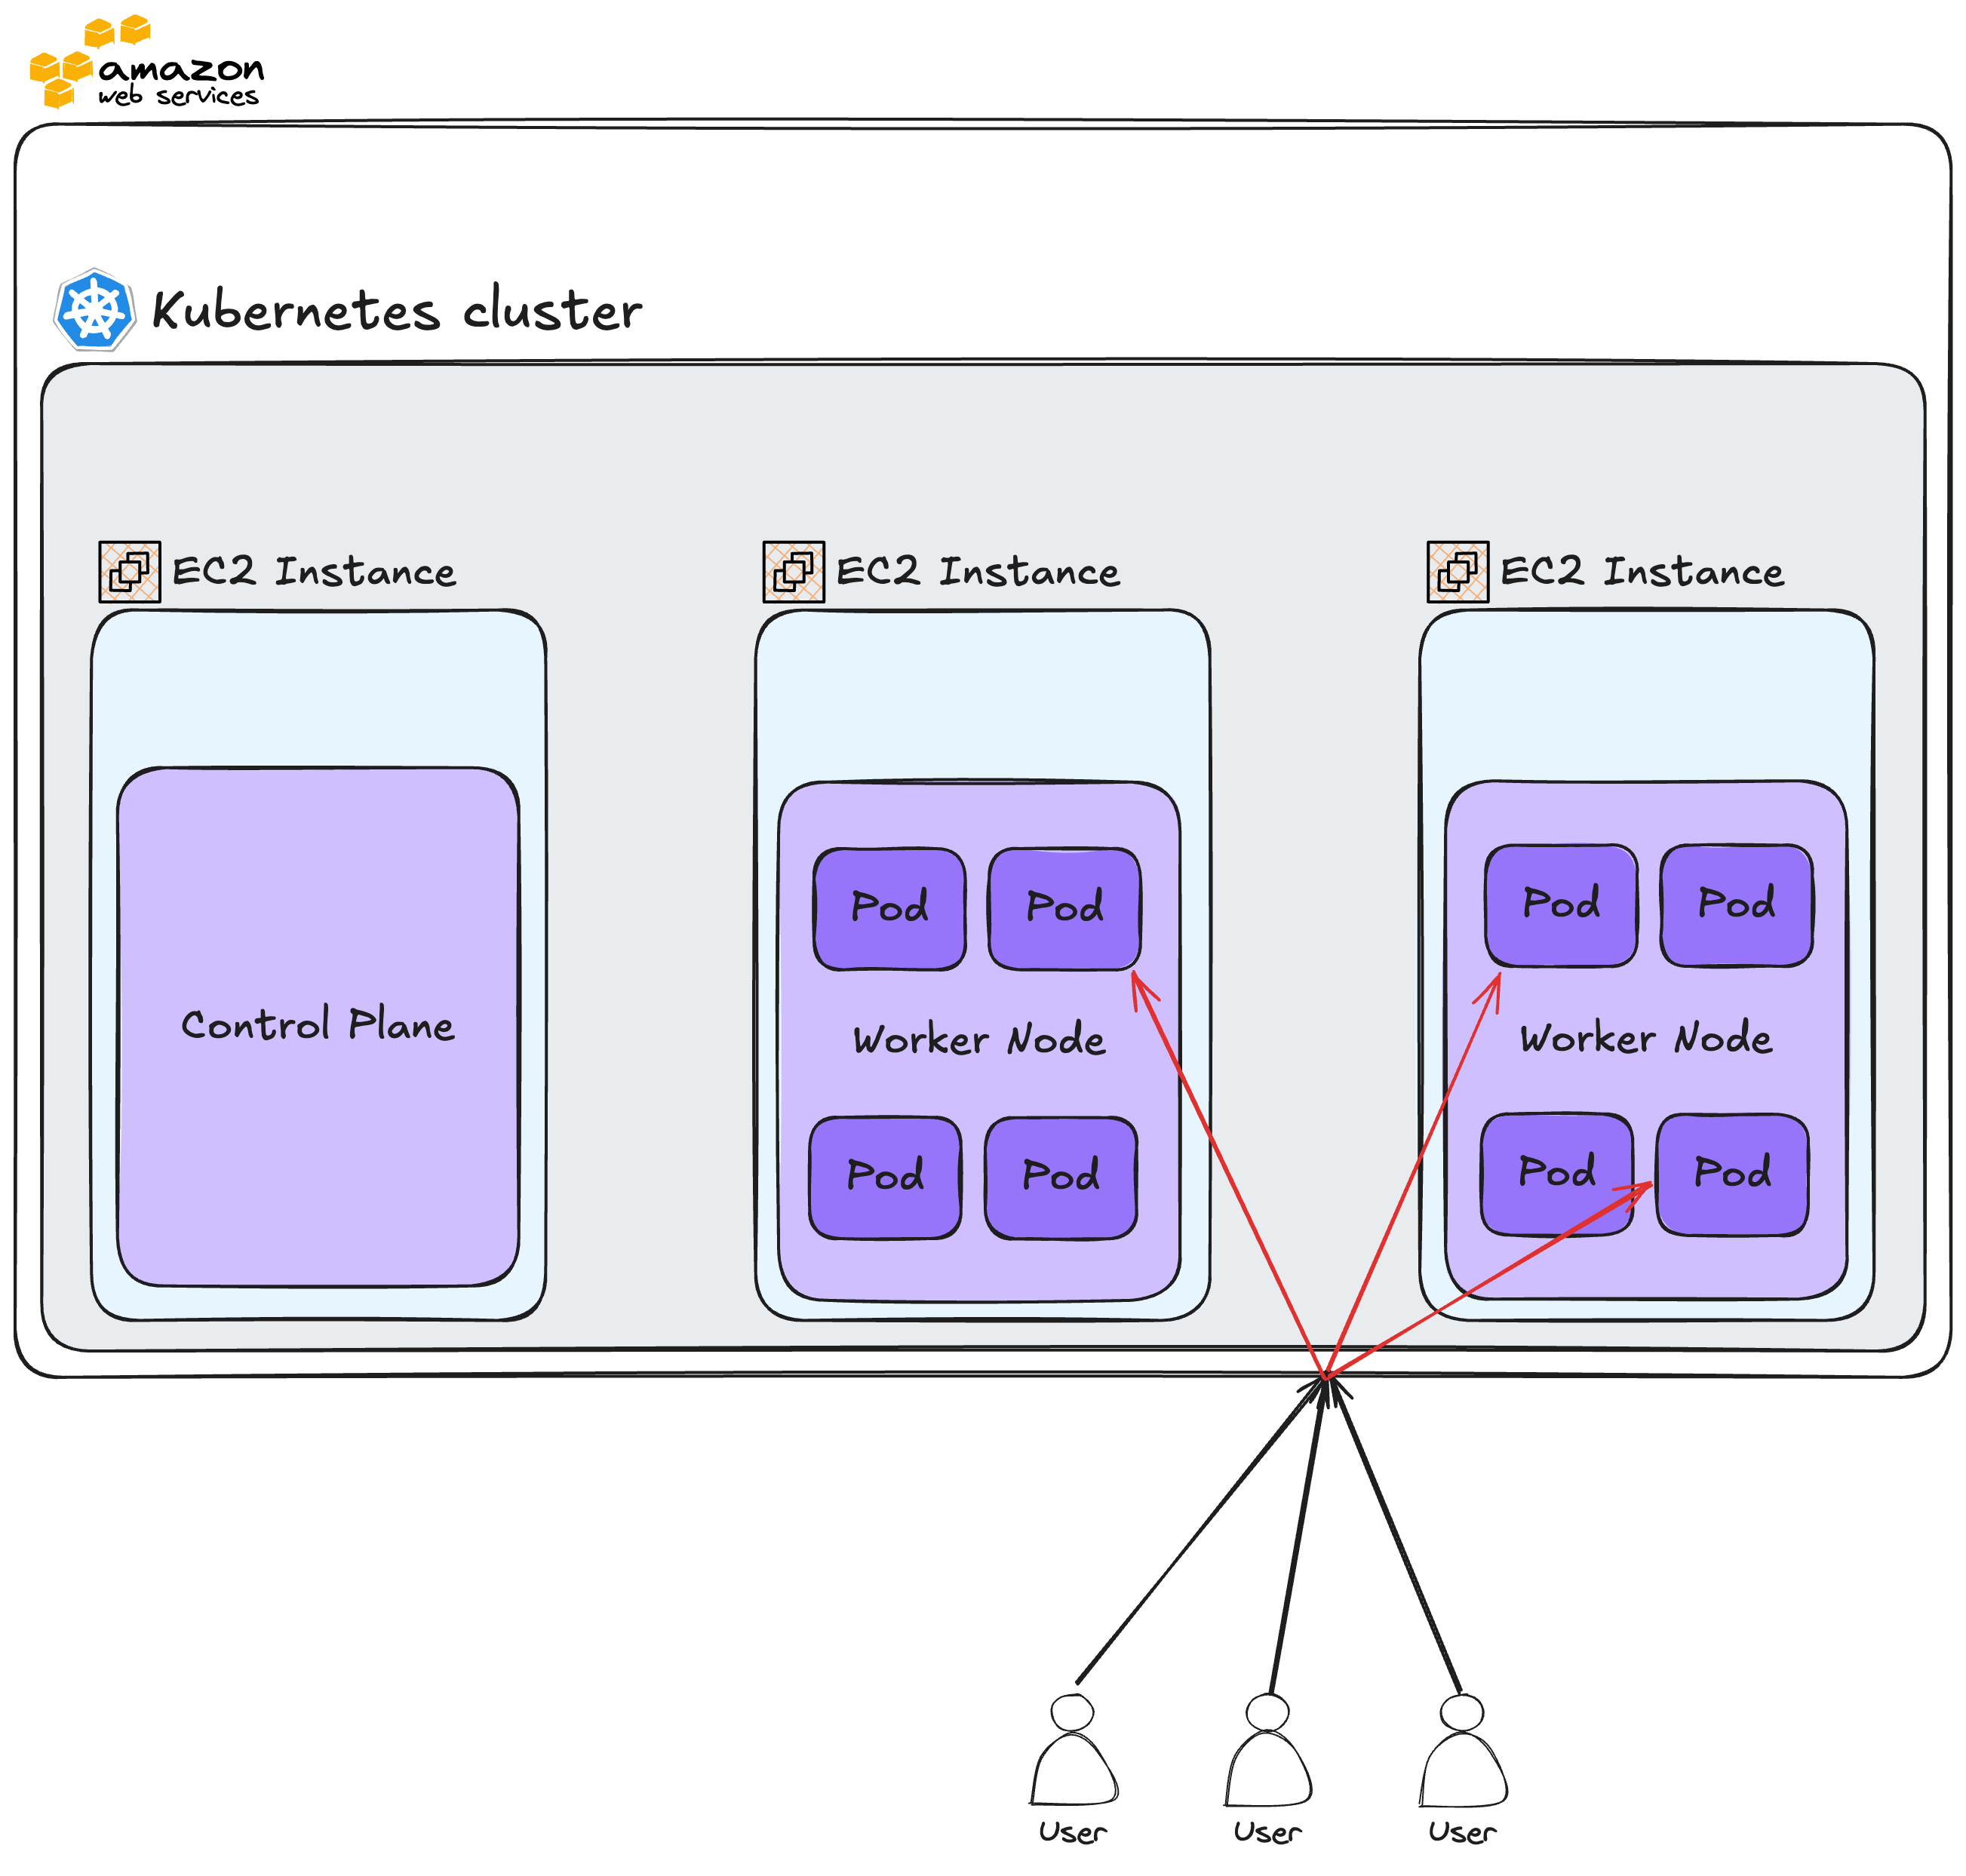 amazon
web services
Kubernetes cluster
EC2 Instance
EC2 Instance
EC2 Instance
Control Plane
Pod
Pod
Worker Node
Pod
Pod
Pod
Pod
Worker Node
Pod
Pod
User
User
User